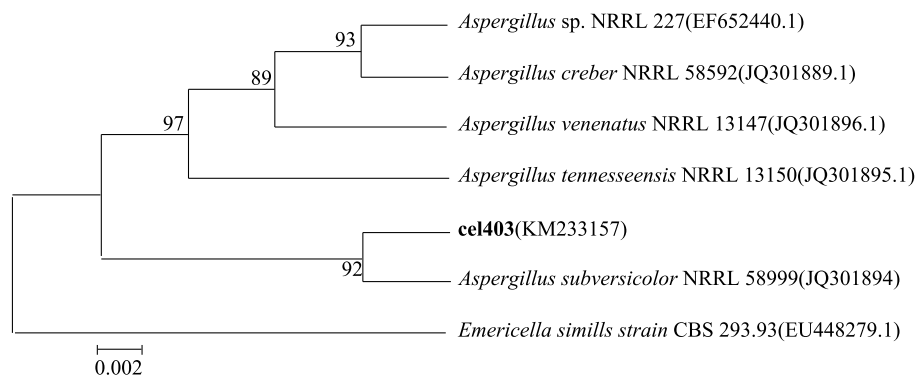 Aspergillus sp. NRRL 227(EF652440.1)
93
Aspergillus creber NRRL 58592(JQ301889.1)
89
Aspergillus venenatus NRRL 13147(JQ301896.1)
97
Aspergillus tennesseensis NRRL 13150(JQ301895.1)
cel403(KM233157)
92
Aspergillus subversicolor NRRL 58999(JQ301894)
Emericella simills strain CBS 293.93(EU448279.1)
0.002